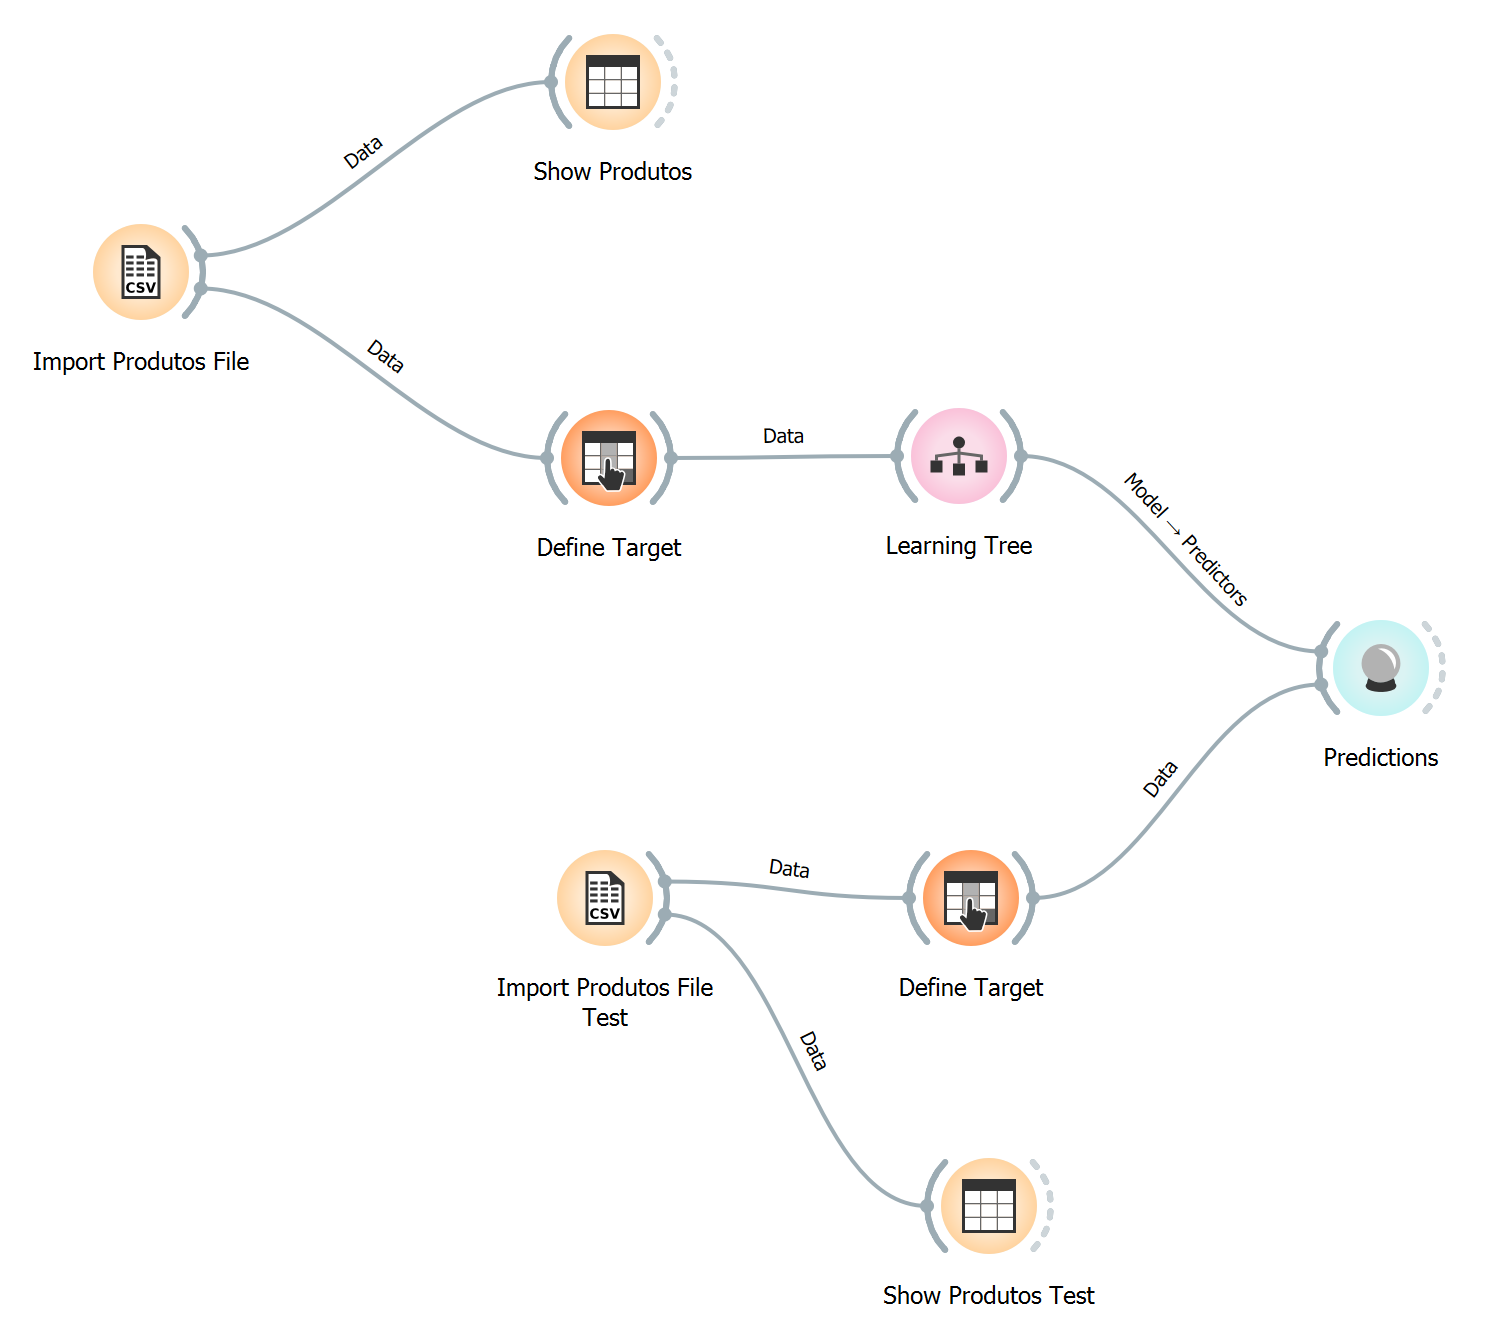 Show Produtos
Data
CSV
Import Produtos File
Data
Data
Define Target
Learning Tree
Model → Predictors
Predictions
Data
Data
CSV
Import Produtos File
Test
Define Target
Data
Show Produtos Test